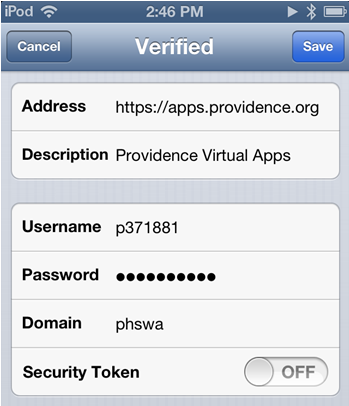 iPod 2:46 PM
Cancel Verified Save
Address https://apps.providence.org
Description Providence Virtual Apps
Username p371881
Password ●●●●●●●●●●
Domain phswa
Security Token OFF